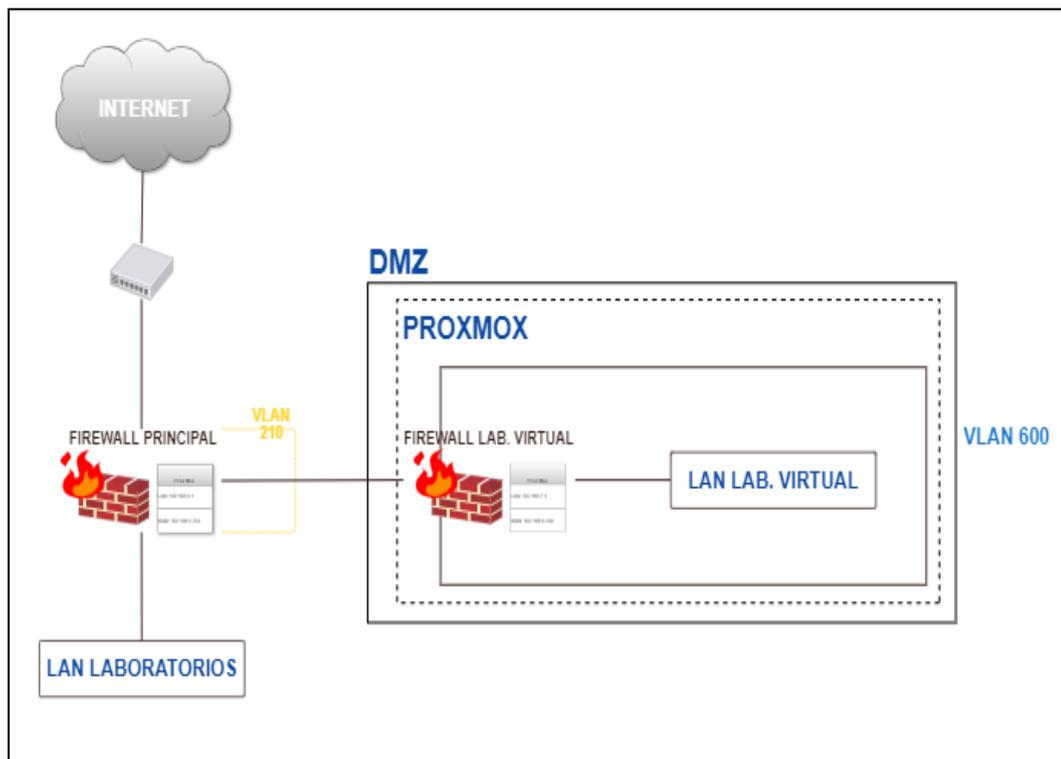 INTERNET
DMZ
PROXMOX
VLAN
210
FIREWALL PRINCIPAL
FIREWALL LAB. VIRTUAL
VLAN 600
LAN LAB. VIRTUAL
LAN LABORATORIOS